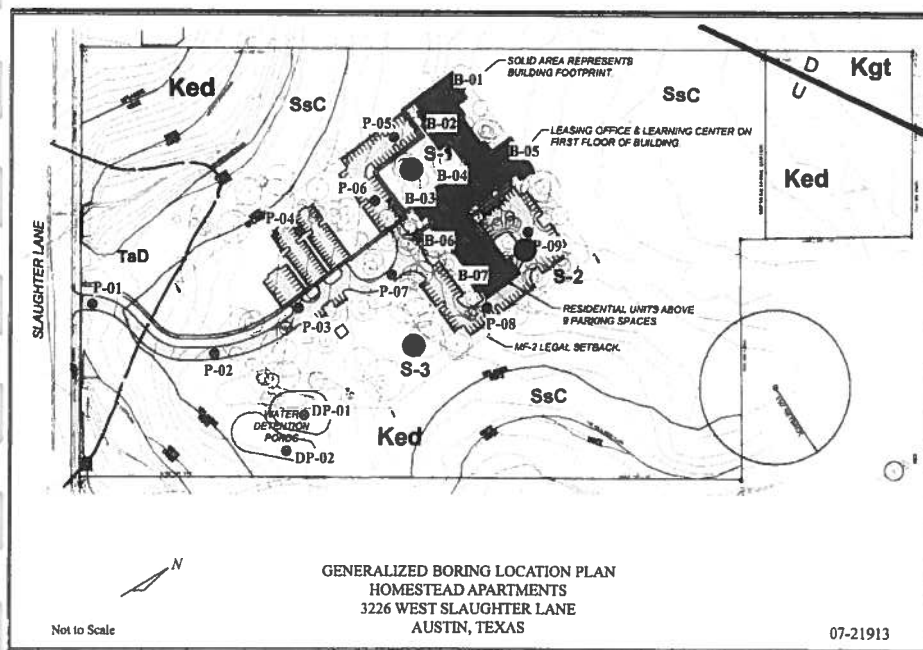 SOLID AREA REPRESENTS
BUILDING FOOTPRINT.
B-01
D
U
Kgt
Ked
SsC
SsC
P-05
B-02
LEASING OFFICE & LEARNING CENTER ON
FIRST FLOOR OF BUILDING
S-1
B-05
B-04
Ked
P-06
B-03
P-04
B-06
P-09
TaD
S-2
B-07
SLAUGHTER LANE
P-01
P-07
P-03
P-08
RESIDENTIAL UNITS ABOVE
9 PARKING SPACES
MF-2 LEGAL SETBACK.
S-3
P-02
SsC
DP-01
WATER
DETENTION
PONDS
Ked
DP-02
N
GENERALIZED BORING LOCATION PLAN
HOMESTEAD APARTMENTS
3226 WEST SLAUGHTER LANE
AUSTIN, TEXAS
Not to Scale
07-21913